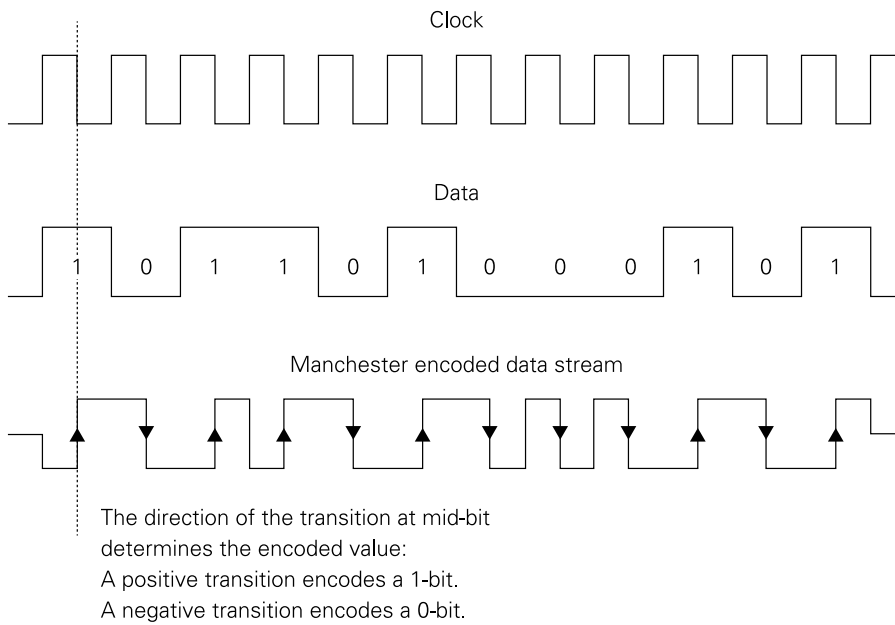 Clock
Data
1 0 1 1 0 1 0 0 0 1 0 1
Manchester encoded data stream
The direction of the transition at mid-bit
determines the encoded value:
A positive transition encodes a 1-bit.
A negative transition encodes a 0-bit.